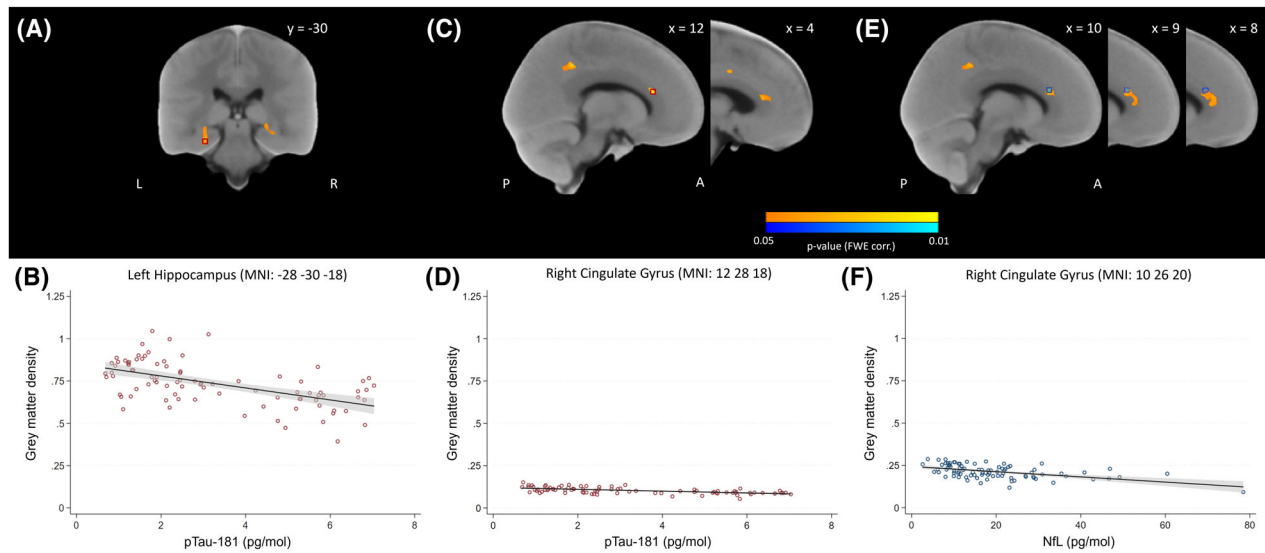 (A)
y = -30
L
R
(C)
x = 12
x = 4
P
A
(E)
x = 10
x = 9
x = 8
P
A
0.05
p-value (FWE corr.)
0.01
(B)
Left Hippocampus (MNI: -28 -30 -18)
Grey matter density
1.25
1
.75
.5
.25
0
0
2
4
6
8
pTau-181 (pg/mol)
(D)
Right Cingulate Gyrus (MNI: 12 28 18)
Grey matter density
1.25
1
.75
.5
.25
0
0
2
4
6
8
pTau-181 (pg/mol)
(F)
Right Cingulate Gyrus (MNI: 10 26 20)
Grey matter density
1.25
1
.75
.5
.25
0
0
20
40
60
80
NfL (pg/mol)